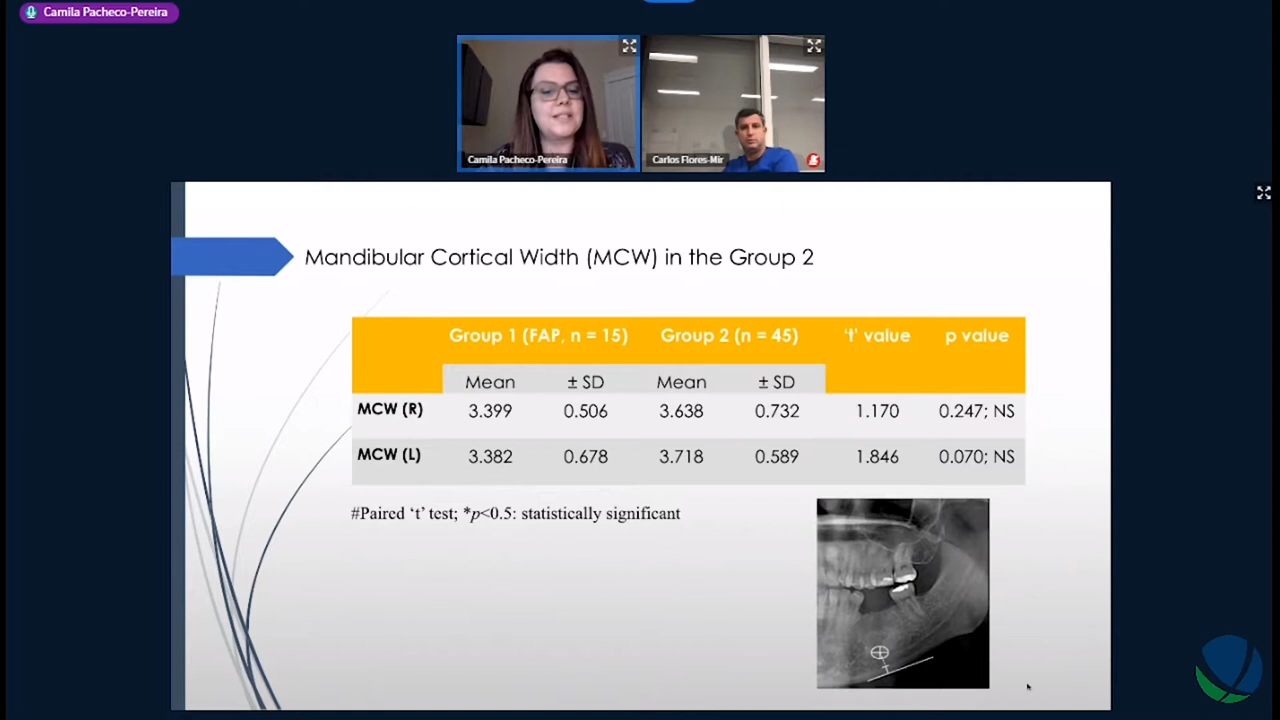 Camila Pacheco-Pereira
Camila Pacheco-Pereira
Carlos Flores-Mir
Mandibular Cortical Width (MCW) in the Group 2
Group 1 (FAP, n = 15) Group 2 (n = 45) ‘t’ value p value
Mean ± SD Mean ± SD
MCW (R) 3.399 0.506 3.638 0.732 1.170 0.247; NS
MCW (L) 3.382 0.678 3.718 0.589 1.846 0.070; NS
#Paired ‘t’ test; *p<0.5: statistically significant